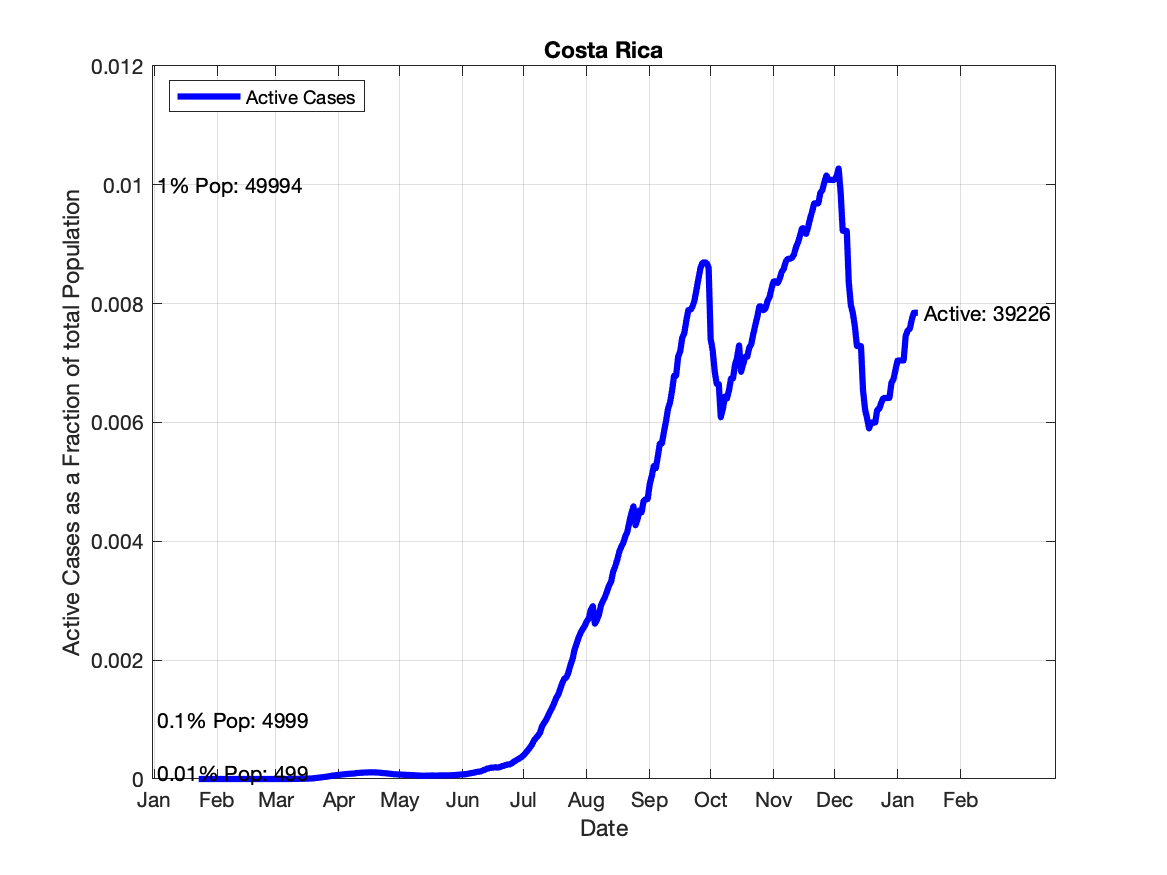 Costa Rica
0.012
Active Cases
0.01
1% Pop: 49994
0.008
Active: 39226
0.006
0.004
0.002
0.1% Pop: 4999
0.01% Pop: 499
0
Jan Feb Mar Apr May Jun Jul Aug Sep Oct Nov Dec Jan Feb
Date
Active Cases as a Fraction of total Population